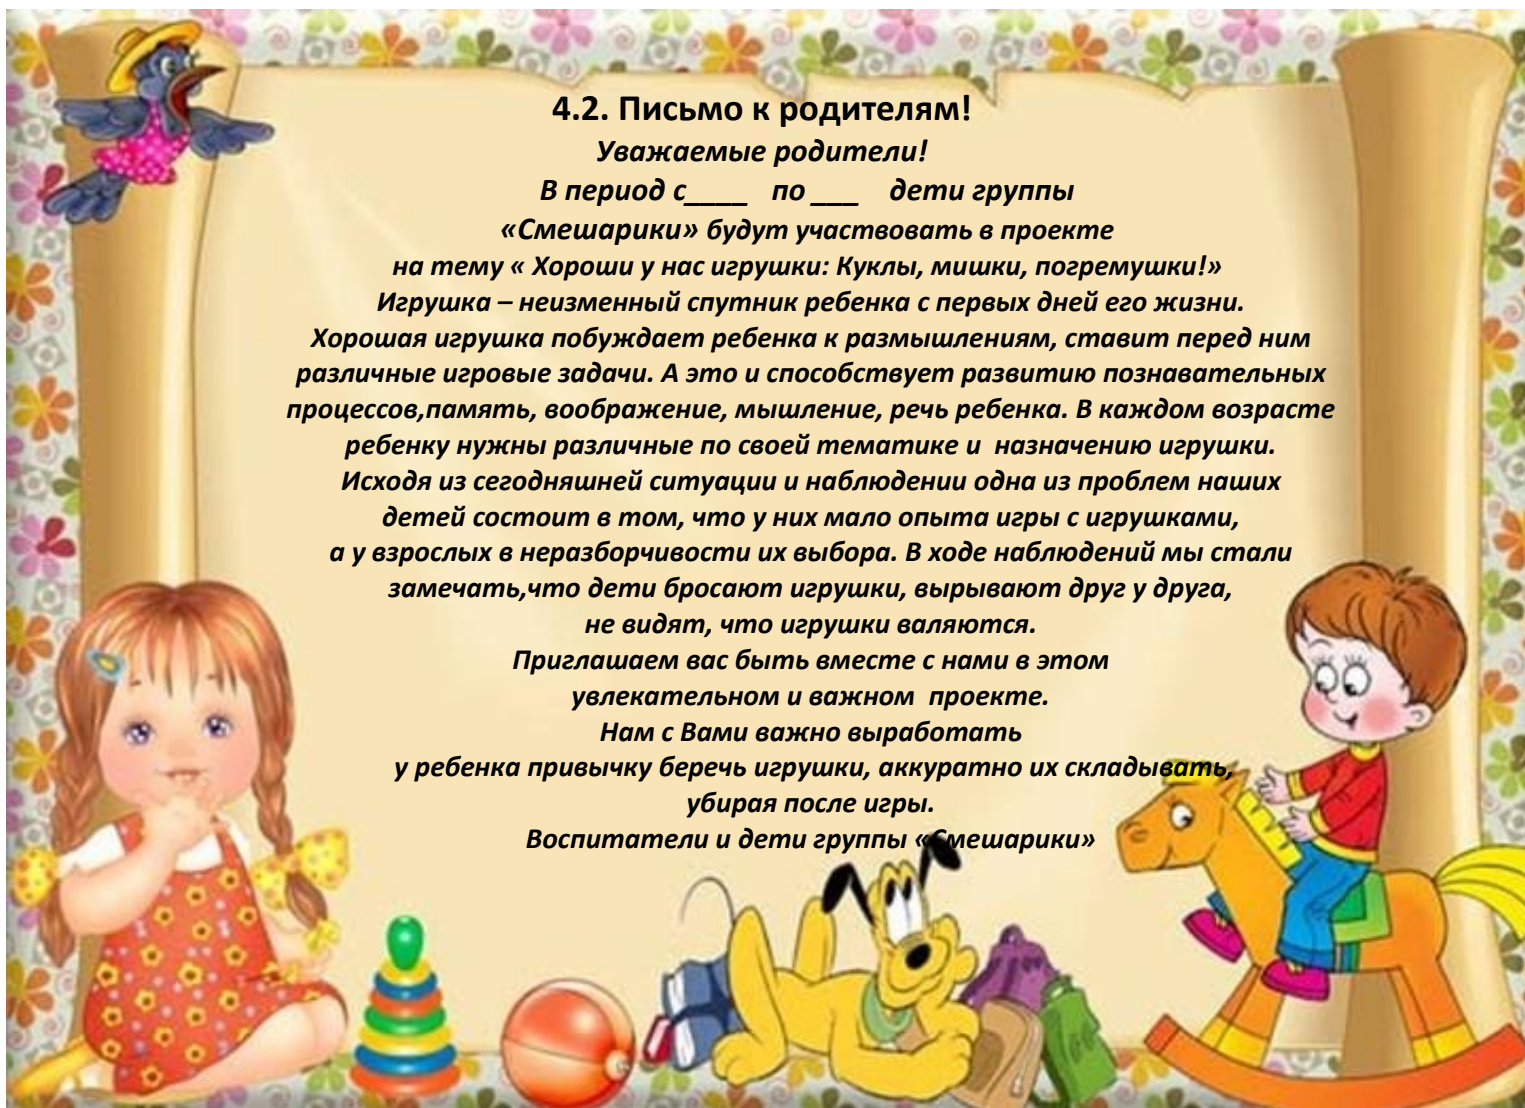 4.2. Письмо к родителям!
Уважаемые родители!
В период с____ по ___ дети группы
«Смешарики» будут участвовать в проекте
на тему « Хороши у нас игрушки: Куклы, мишки, погремушки!»
Игрушка – неизменный спутник ребенка с первых дней его жизни.
Хорошая игрушка побуждает ребенка к размышлениям, ставит перед ним
различные игровые задачи. А это и способствует развитию познавательных
процессов,память, воображение, мышление, речь ребенка. В каждом возрасте
ребенку нужны различные по своей тематике и назначению игрушки.
Исходя из сегодняшней ситуации и наблюдении одна из проблем наших
детей состоит в том, что у них мало опыта игры с игрушками,
а у взрослых в неразборчивости их выбора. В ходе наблюдений мы стали
замечать,что дети бросают игрушки, вырывают друг у друга,
не видят, что игрушки валяются.
Приглашаем вас быть вместе с нами в этом
увлекательном и важном проекте.
Нам с Вами важно выработать
у ребенка привычку беречь игрушки, аккуратно их складывать,
убирая после игры.
Воспитатели и дети группы «Смешарики»